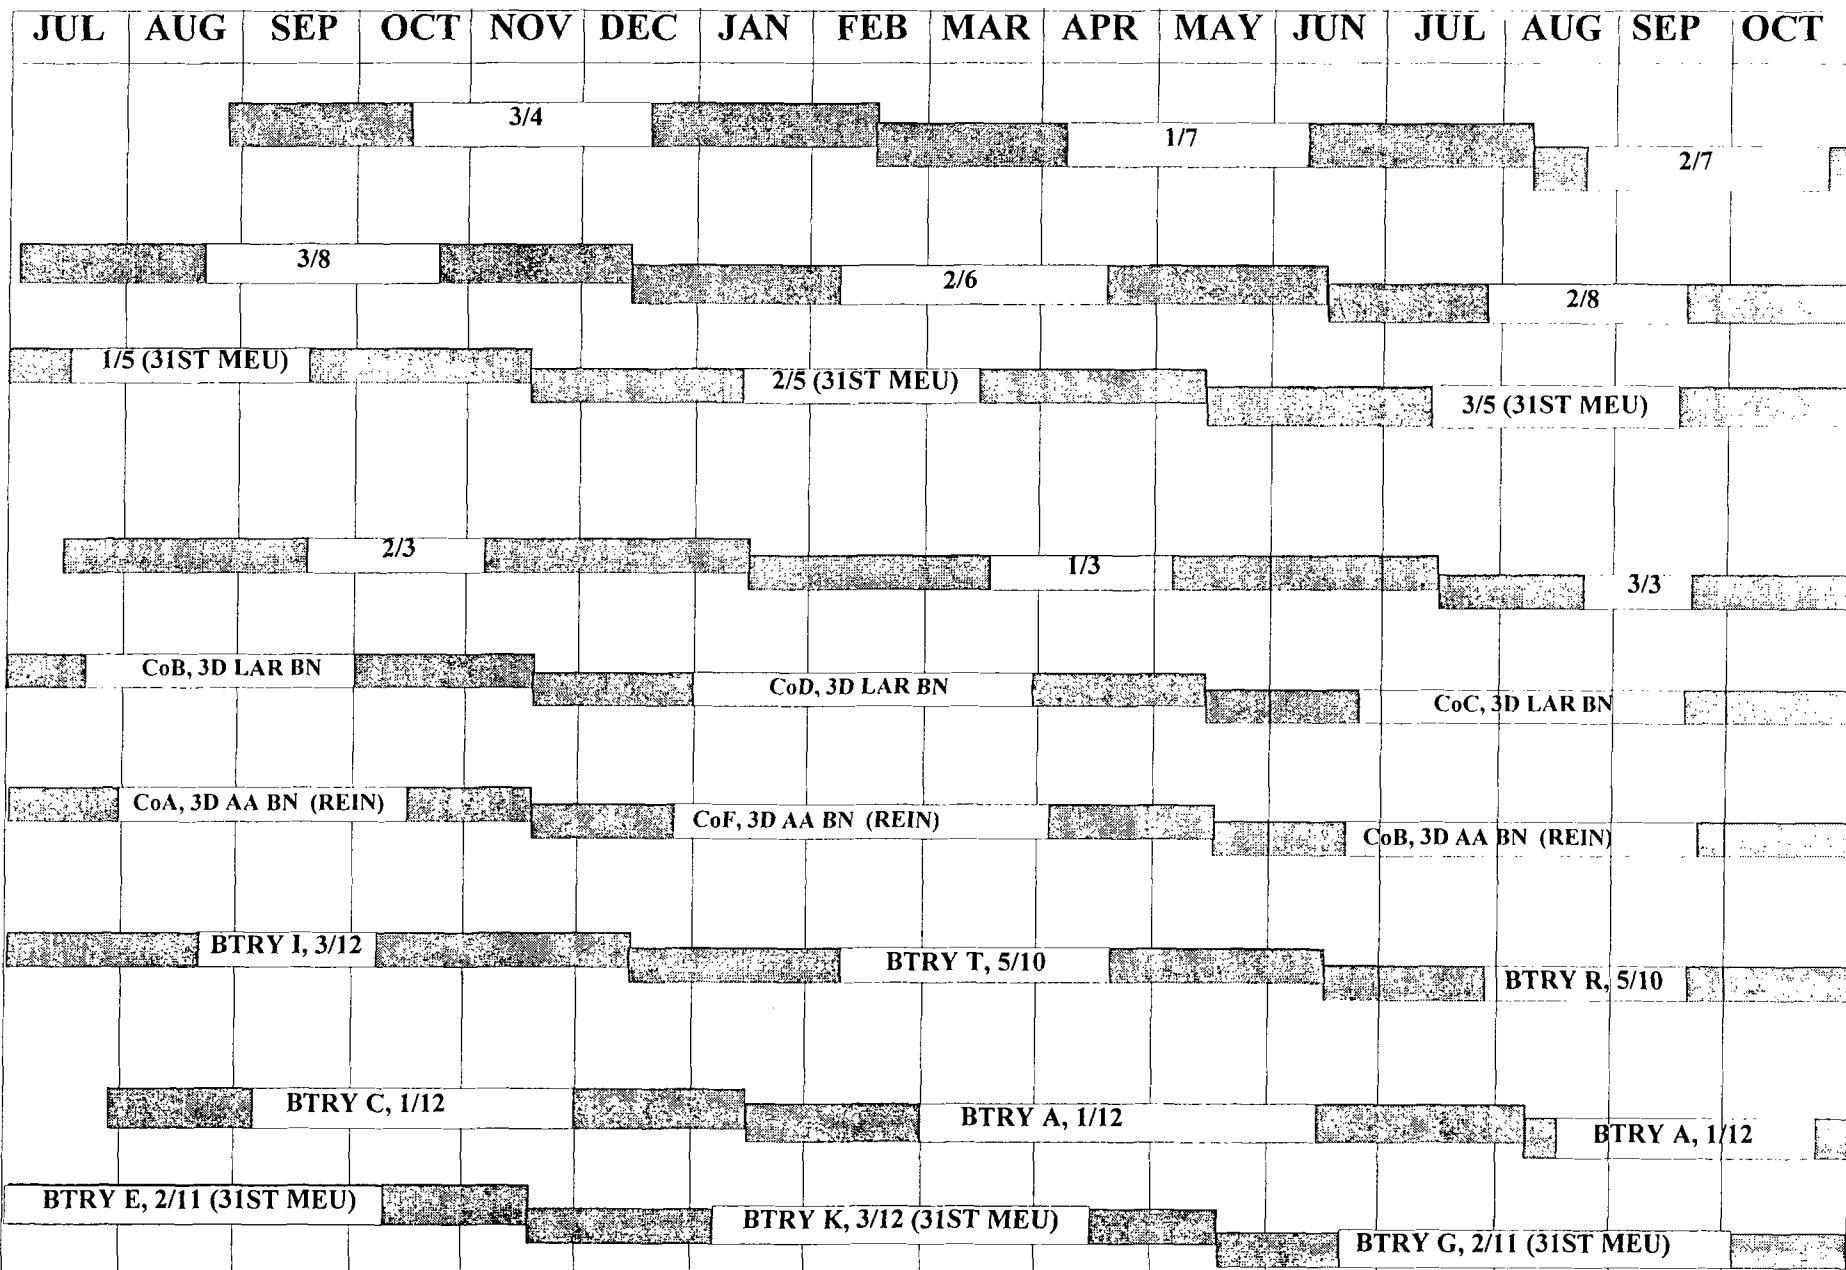 JUL AUG SEP OCT NOV DEC JAN FEB MAR APR MAY JUN JUL AUG SEP OCT
3/4
1/7
2/7
3/8
2/6
2/8
1/5 (31ST MEU)
2/5 (31ST MEU)
3/5 (31ST MEU)
2/3
1/3
3/3
CoB, 3D LAR BN
CoD, 3D LAR BN
CoC, 3D LAR BN
CoA, 3D AA BN (REIN)
CoF, 3D AA BN (REIN)
CoB, 3D AA BN (REIN)
BTRY I, 3/12
BTRY T, 5/10
BTRY R, 5/10
BTRY C, 1/12
BTRY A, 1/12
BTRY A, 1/12
BTRY E, 2/11 (31ST MEU)
BTRY K, 3/12 (31ST MEU)
BTRY G, 2/11 (31ST MEU)